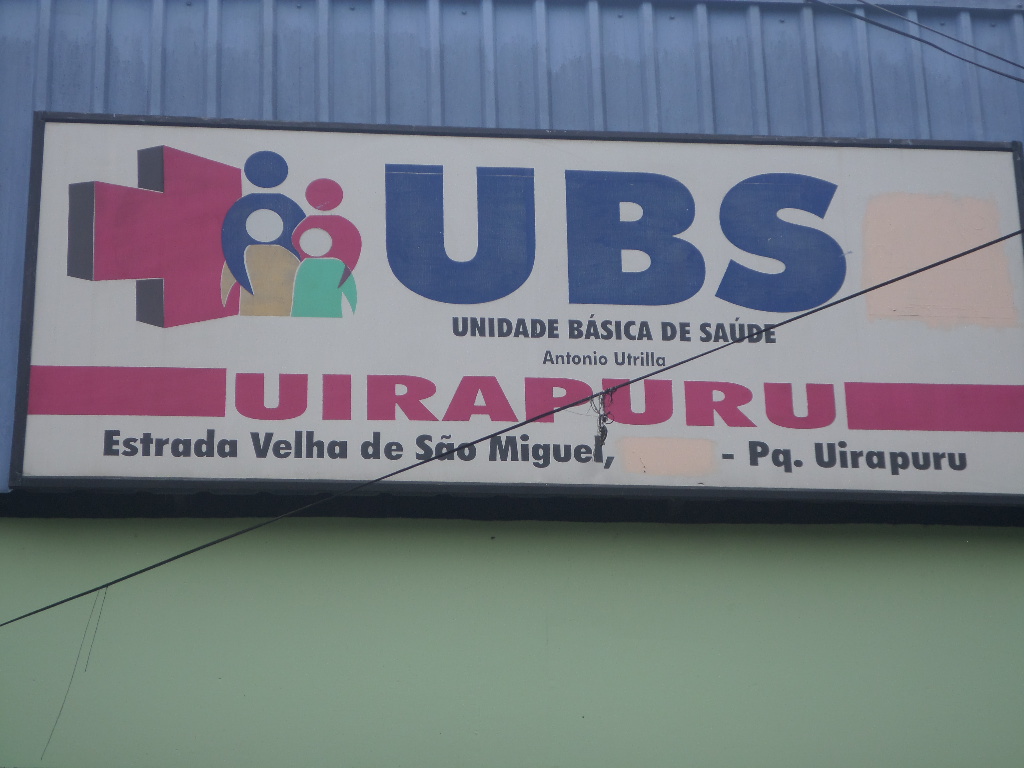 UBS
UNIDADE BÁSICA DE SAÚDE
Antonio Utrilla
UIRAPURU
Estrada Velha de São Miguel, - Pq. Uirapuru